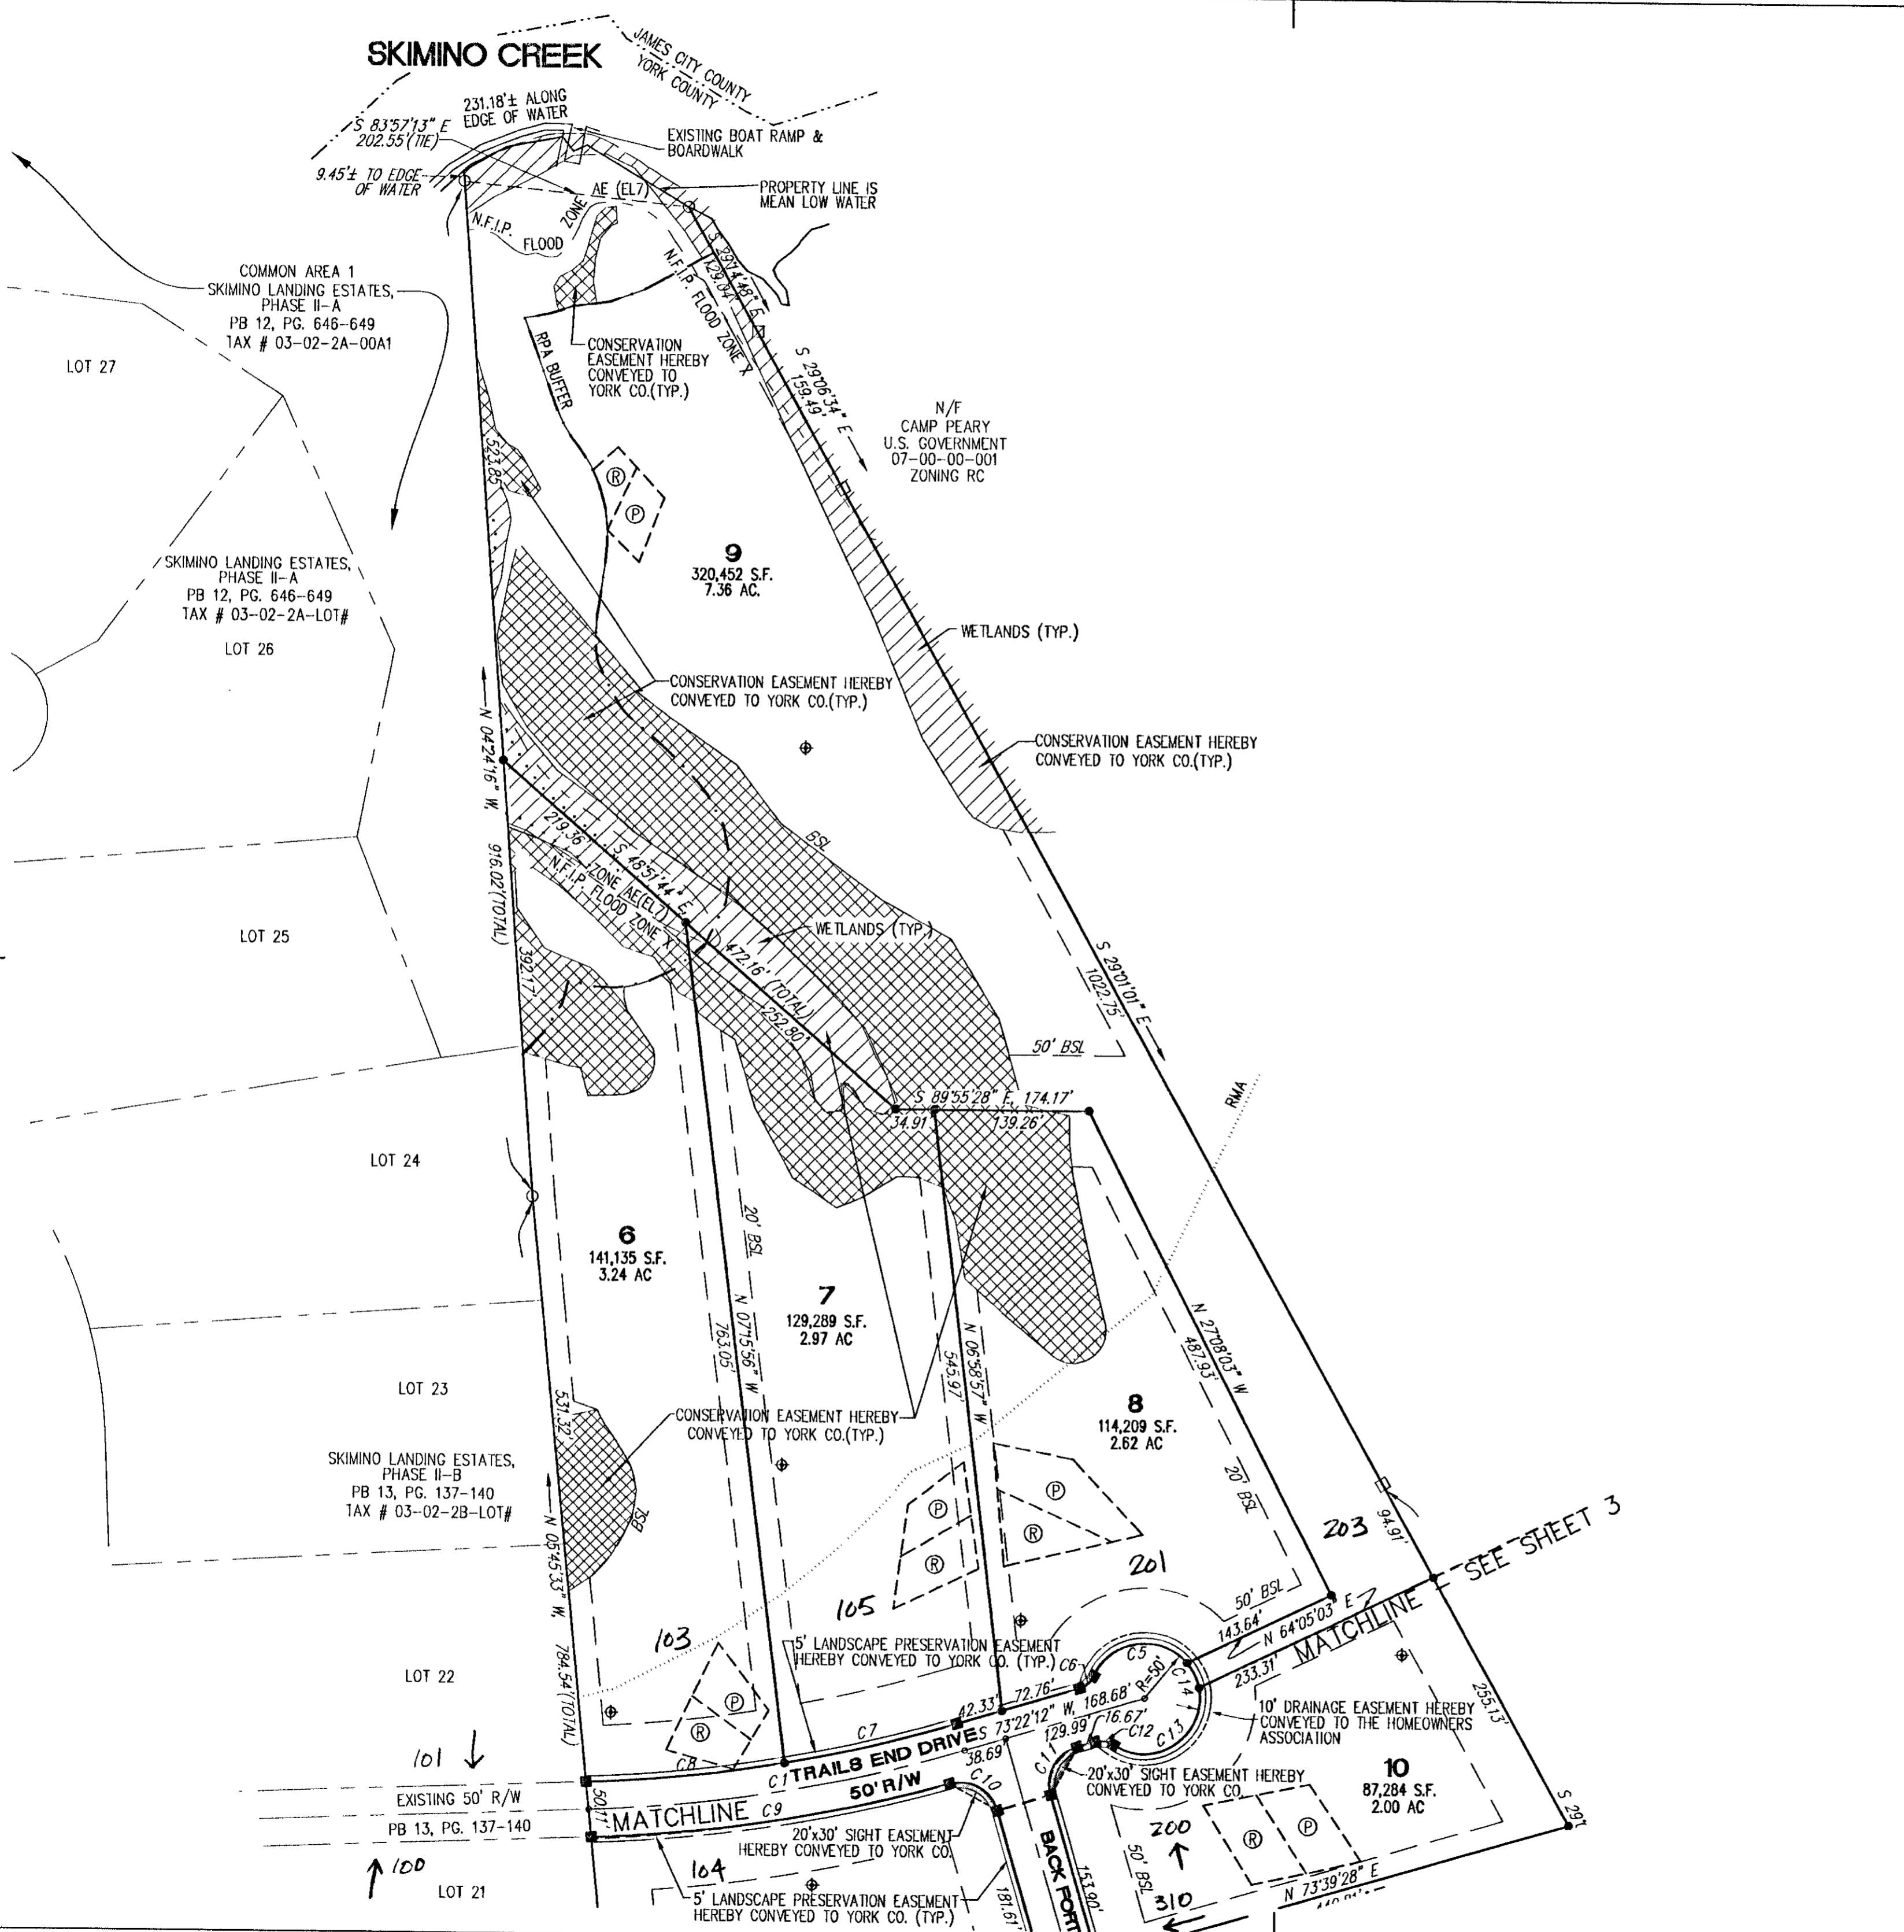 SKIMINO CREEK
JAMES CITY COUNTY
YORK COUNTY
231.18'± ALONG
EDGE OF WATER
S 83°57'13" E
202.55'(TIE)
9.45'± TO EDGE
OF WATER
EXISTING BOAT RAMP &
BOARDWALK
AE (EL7)
PROPERTY LINE IS
MEAN LOW WATER
N.F.I.P.
FLOOD
ZONE
S 29°14'48" E
129.04'
N.F.I.P. FLOOD ZONE X
COMMON AREA 1
SKIMINO LANDING ESTATES,
PHASE II-A
PB 12, PG. 646-649
TAX # 03-02-2A-00A1
LOT 27
RPA BUFFER
CONSERVATION
EASEMENT HEREBY
CONVEYED TO
YORK CO.(TYP.)
S 29°06'34" E
159.49'
N/F
CAMP PEARY
U.S. GOVERNMENT
07-00-00-001
ZONING RC
523.85
R
P
9
320,452 S.F.
7.36 AC.
SKIMINO LANDING ESTATES,
PHASE II-A
PB 12, PG. 646-649
TAX # 03-02-2A-LOT#
LOT 26
WETLANDS (TYP.)
CONSERVATION EASEMENT HEREBY
CONVEYED TO YORK CO.(TYP.)
CONSERVATION EASEMENT HEREBY
CONVEYED TO YORK CO.(TYP.)
N 04°24'16" W,
916.02'(TOTAL)
219.36'
S 48°51'44" E,
ZONE AE(EL7)
N.F.I.P. FLOOD ZONE X
BSL
WETLANDS (TYP.)
472.16' (TOTAL)
252.80'
LOT 25
392.17'
S 29°01'01" E
1022.75'
50' BSL
S 89°55'28" E, 174.17'
34.91'
139.26'
RMA
LOT 24
6
141,135 S.F.
3.24 AC
20' BSL
N 07°15'56" W
763.05'
7
129,289 S.F.
2.97 AC
N 06°58'57" W
545.97'
N 27°08'03" W
487.93'
LOT 23
531.32'
CONSERVATION EASEMENT HEREBY
CONVEYED TO YORK CO.(TYP.)
8
114,209 S.F.
2.62 AC
20' BSL
SKIMINO LANDING ESTATES,
PHASE II-B
PB 13, PG. 137-140
TAX # 03-02-2B-LOT#
BSL
N 05°45'33" W,
784.54'(TOTAL)
P
R
P
R
203
94.91'
SEE SHEET 3
201
105
103
50' BSL
143.64'
N 64°05'03" E
MATCHLINE
233.31'
5' LANDSCAPE PRESERVATION EASEMENT
HEREBY CONVEYED TO YORK CO. (TYP.)
C6
C5
R=50'
C14
LOT 22
P
R
42.33'
72.76'
S 73°22'12" W, 168.68'
129.99'
16.67'
C12
C13
38.69'
C7
C8
C1
TRAILS END DRIVE
50' R/W
10' DRAINAGE EASEMENT HEREBY
CONVEYED TO THE HOMEOWNERS
ASSOCIATION
255.13'
101
EXISTING 50' R/W
PB 13, PG. 137-140
50.11'
MATCHLINE
C9
C10
C11
20'x30' SIGHT EASEMENT HEREBY
CONVEYED TO YORK CO.
10
87,284 S.F.
2.00 AC
20'x30' SIGHT EASEMENT
HEREBY CONVEYED TO YORK CO.
R
P
200
100
LOT 21
104
5' LANDSCAPE PRESERVATION EASEMENT
HEREBY CONVEYED TO YORK CO. (TYP.)
181.61'
BACK FORT
153.90'
50' BSL
310
N 73°39'28" E
S 29°